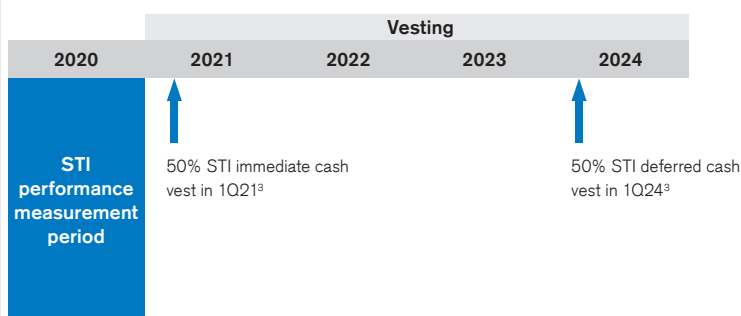 Vesting
2020 2021 2022 2023 2024
STI
performance
measurement
period
50% STI immediate cash
vest in 1Q21³
50% STI deferred cash
vest in 1Q24³